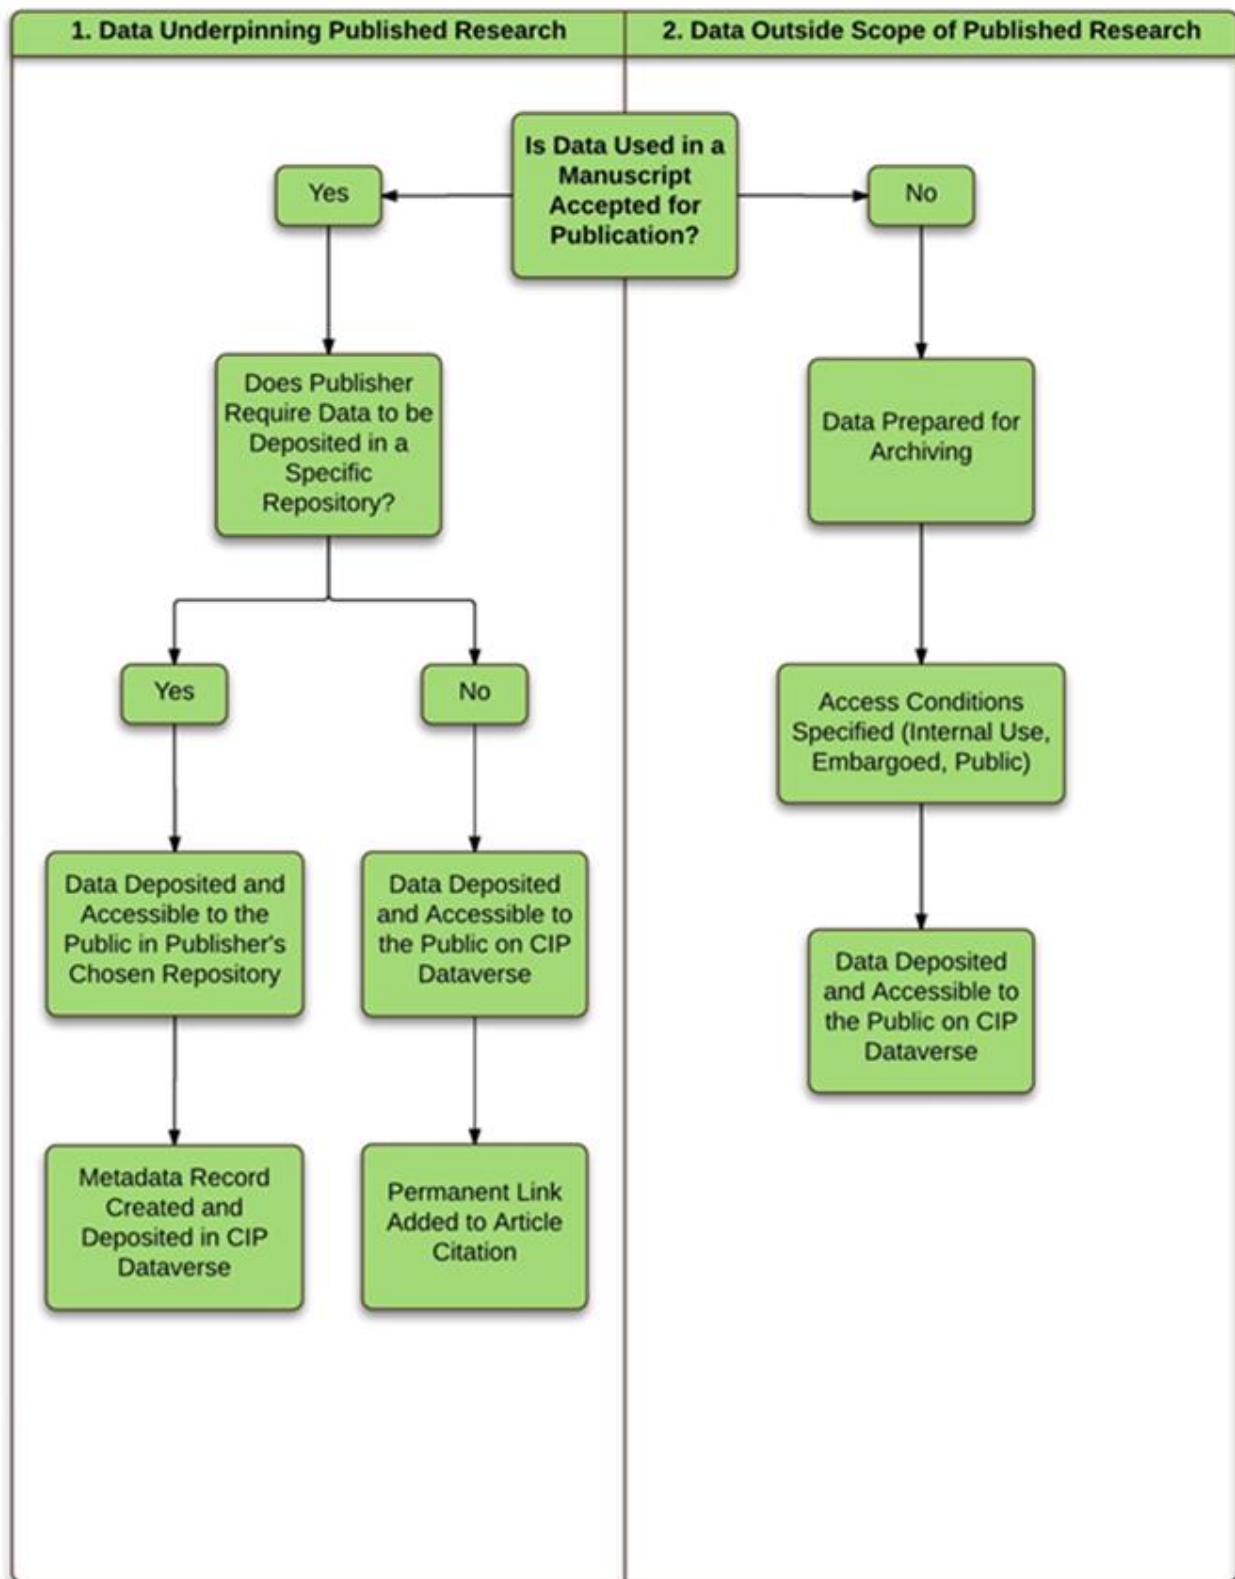 1. Data Underpinning Published Research
2. Data Outside Scope of Published Research
Is Data Used in a
Manuscript
Accepted for
Publication?
Yes
No
Does Publisher
Require Data to be
Deposited in a
Specific
Repository?
Data Prepared for
Archiving
Yes
No
Access Conditions
Specified (Internal Use,
Embargoed, Public)
Data Deposited and
Accessible to the
Public in Publisher's
Chosen Repository
Data Deposited
and Accessible to
the Public on CIP
Dataverse
Data Deposited
and Accessible to
the Public on CIP
Dataverse
Metadata Record
Created and
Deposited in CIP
Dataverse
Permanent Link
Added to Article
Citation